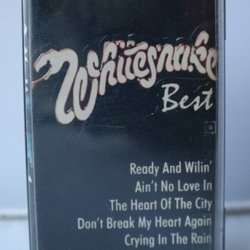 Whitesnake
Best
Ready And Wilin'
Ain't No Love In
The Heart Of The City
Don't Break My Heart Again
Crying In The Rain